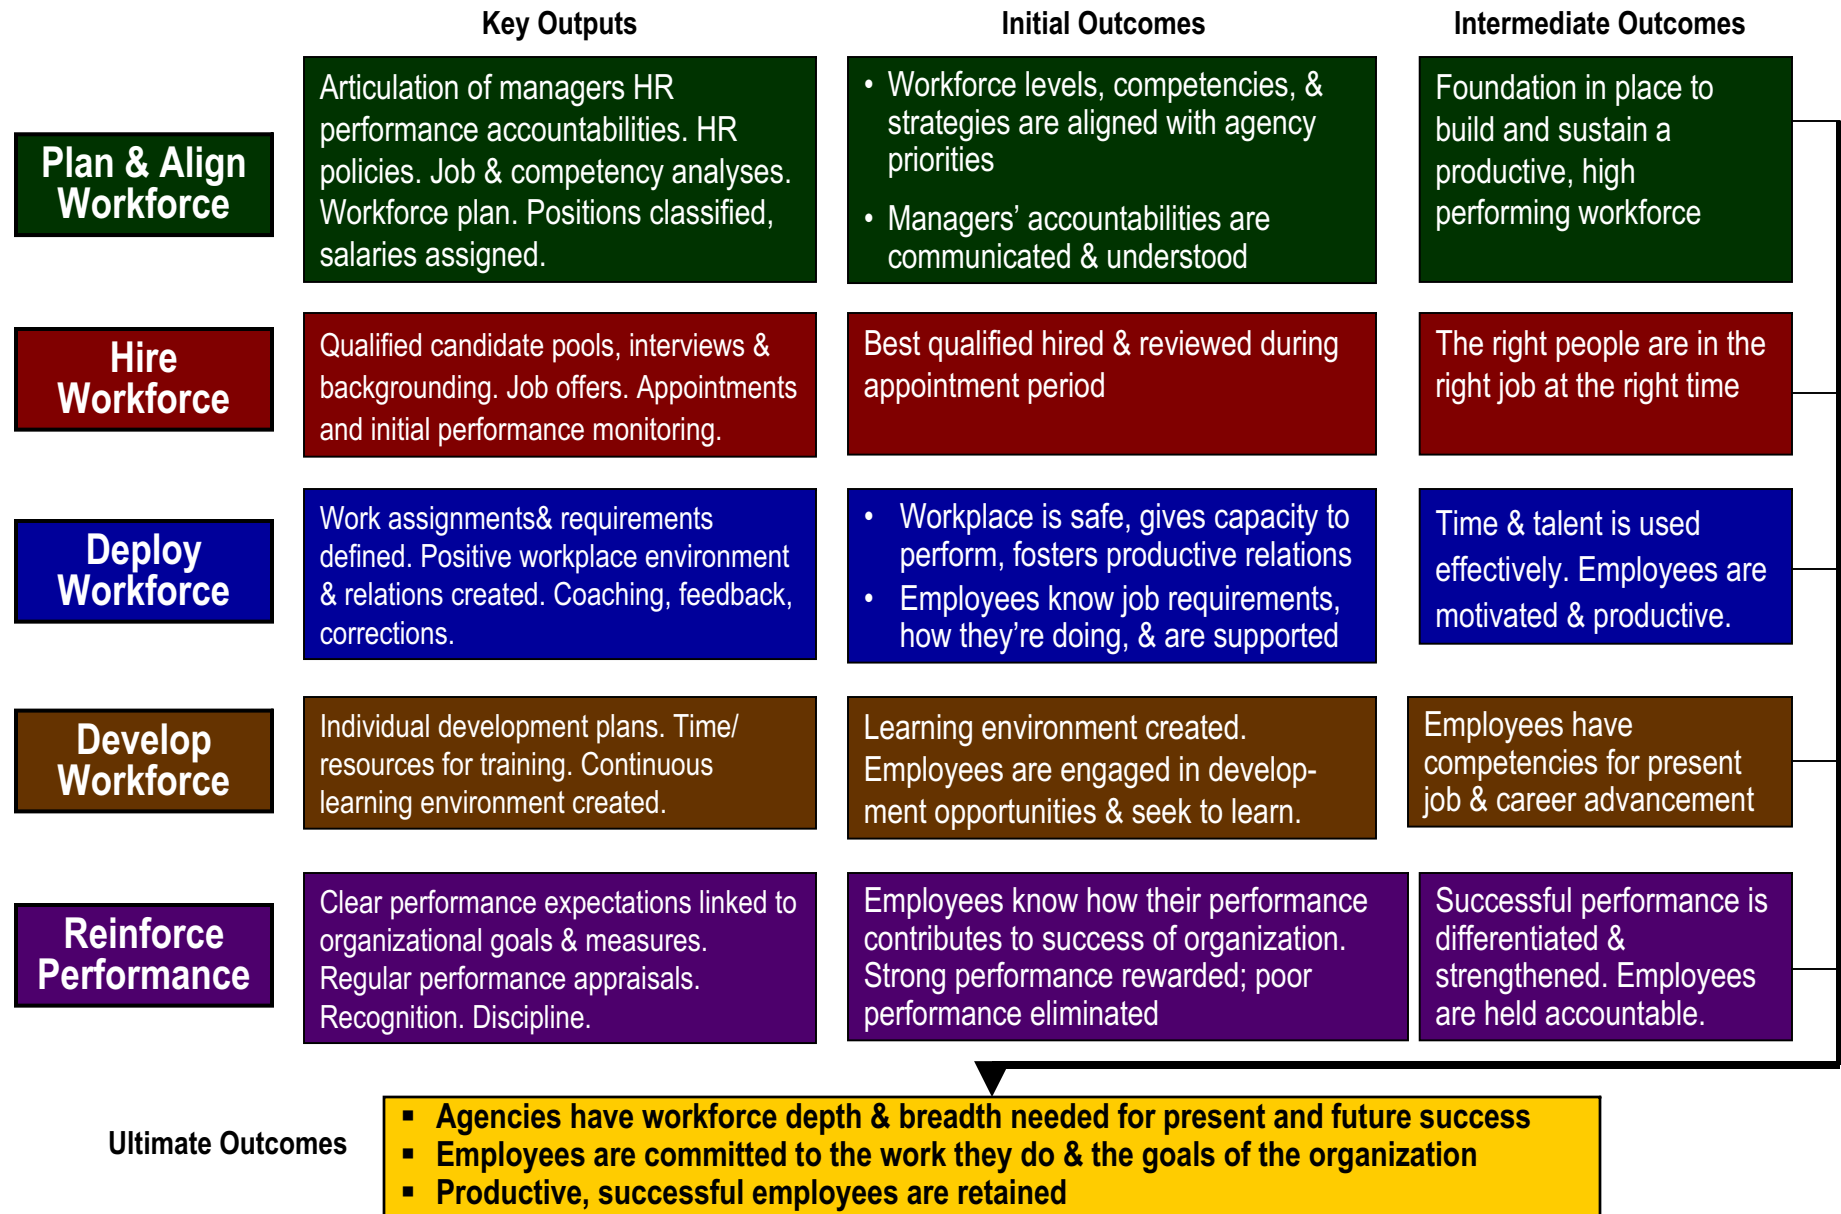 Key Outputs
Initial Outcomes
Intermediate Outcomes
Plan & Align
Workforce
Articulation of managers HR
performance accountabilities. HR
policies. Job & competency analyses.
Workforce plan. Positions classified,
salaries assigned.
• Workforce levels, competencies, &
strategies are aligned with agency
priorities
• Managers’ accountabilities are
communicated & understood
Foundation in place to
build and sustain a
productive, high
performing workforce
Hire
Workforce
Qualified candidate pools, interviews &
backgrounding. Job offers. Appointments
and initial performance monitoring.
Best qualified hired & reviewed during
appointment period
The right people are in the
right job at the right time
Deploy
Workforce
Work assignments& requirements
defined. Positive workplace environment
& relations created. Coaching, feedback,
corrections.
• Workplace is safe, gives capacity to
perform, fosters productive relations
• Employees know job requirements,
how they’re doing, & are supported
Time & talent is used
effectively. Employees are
motivated & productive.
Develop
Workforce
Individual development plans. Time/
resources for training. Continuous
learning environment created.
Learning environment created.
Employees are engaged in develop-
ment opportunities & seek to learn.
Employees have
competencies for present
job & career advancement
Reinforce
Performance
Clear performance expectations linked to
organizational goals & measures.
Regular performance appraisals.
Recognition. Discipline.
Employees know how their performance
contributes to success of organization.
Strong performance rewarded; poor
performance eliminated
Successful performance is
differentiated &
strengthened. Employees
are held accountable.
Ultimate Outcomes
▪ Agencies have workforce depth & breadth needed for present and future success
▪ Employees are committed to the work they do & the goals of the organization
▪ Productive, successful employees are retained